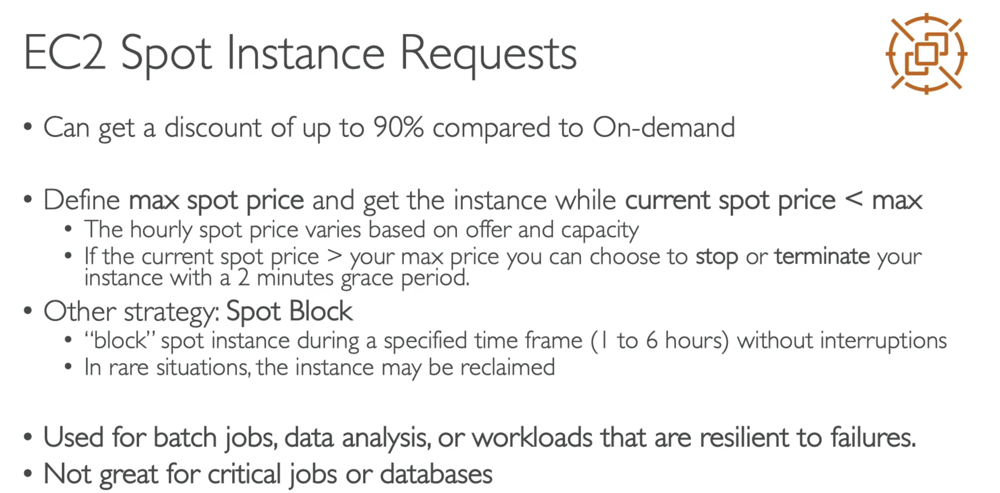 EC2 Spot Instance Requests
• Can get a discount of up to 90% compared to On-demand
• Define max spot price and get the instance while current spot price < max
• The hourly spot price varies based on offer and capacity
• If the current spot price > your max price you can choose to stop or terminate your
instance with a 2 minutes grace period.
• Other strategy: Spot Block
• “block” spot instance during a specified time frame (1 to 6 hours) without interruptions
• In rare situations, the instance may be reclaimed
• Used for batch jobs, data analysis, or workloads that are resilient to failures.
• Not great for critical jobs or databases